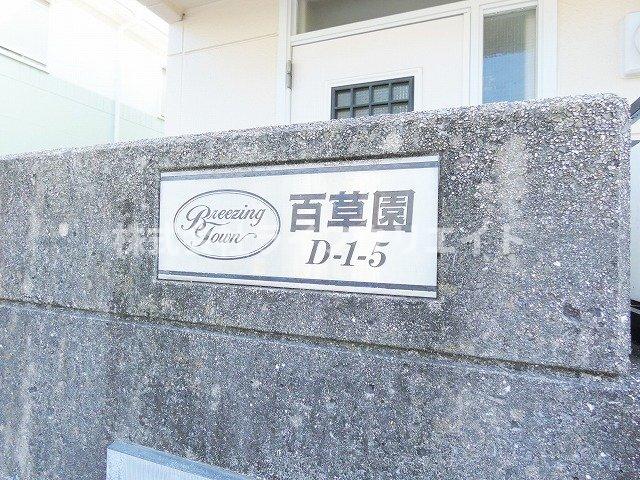 Breezing
Town
百草園
D-1-5